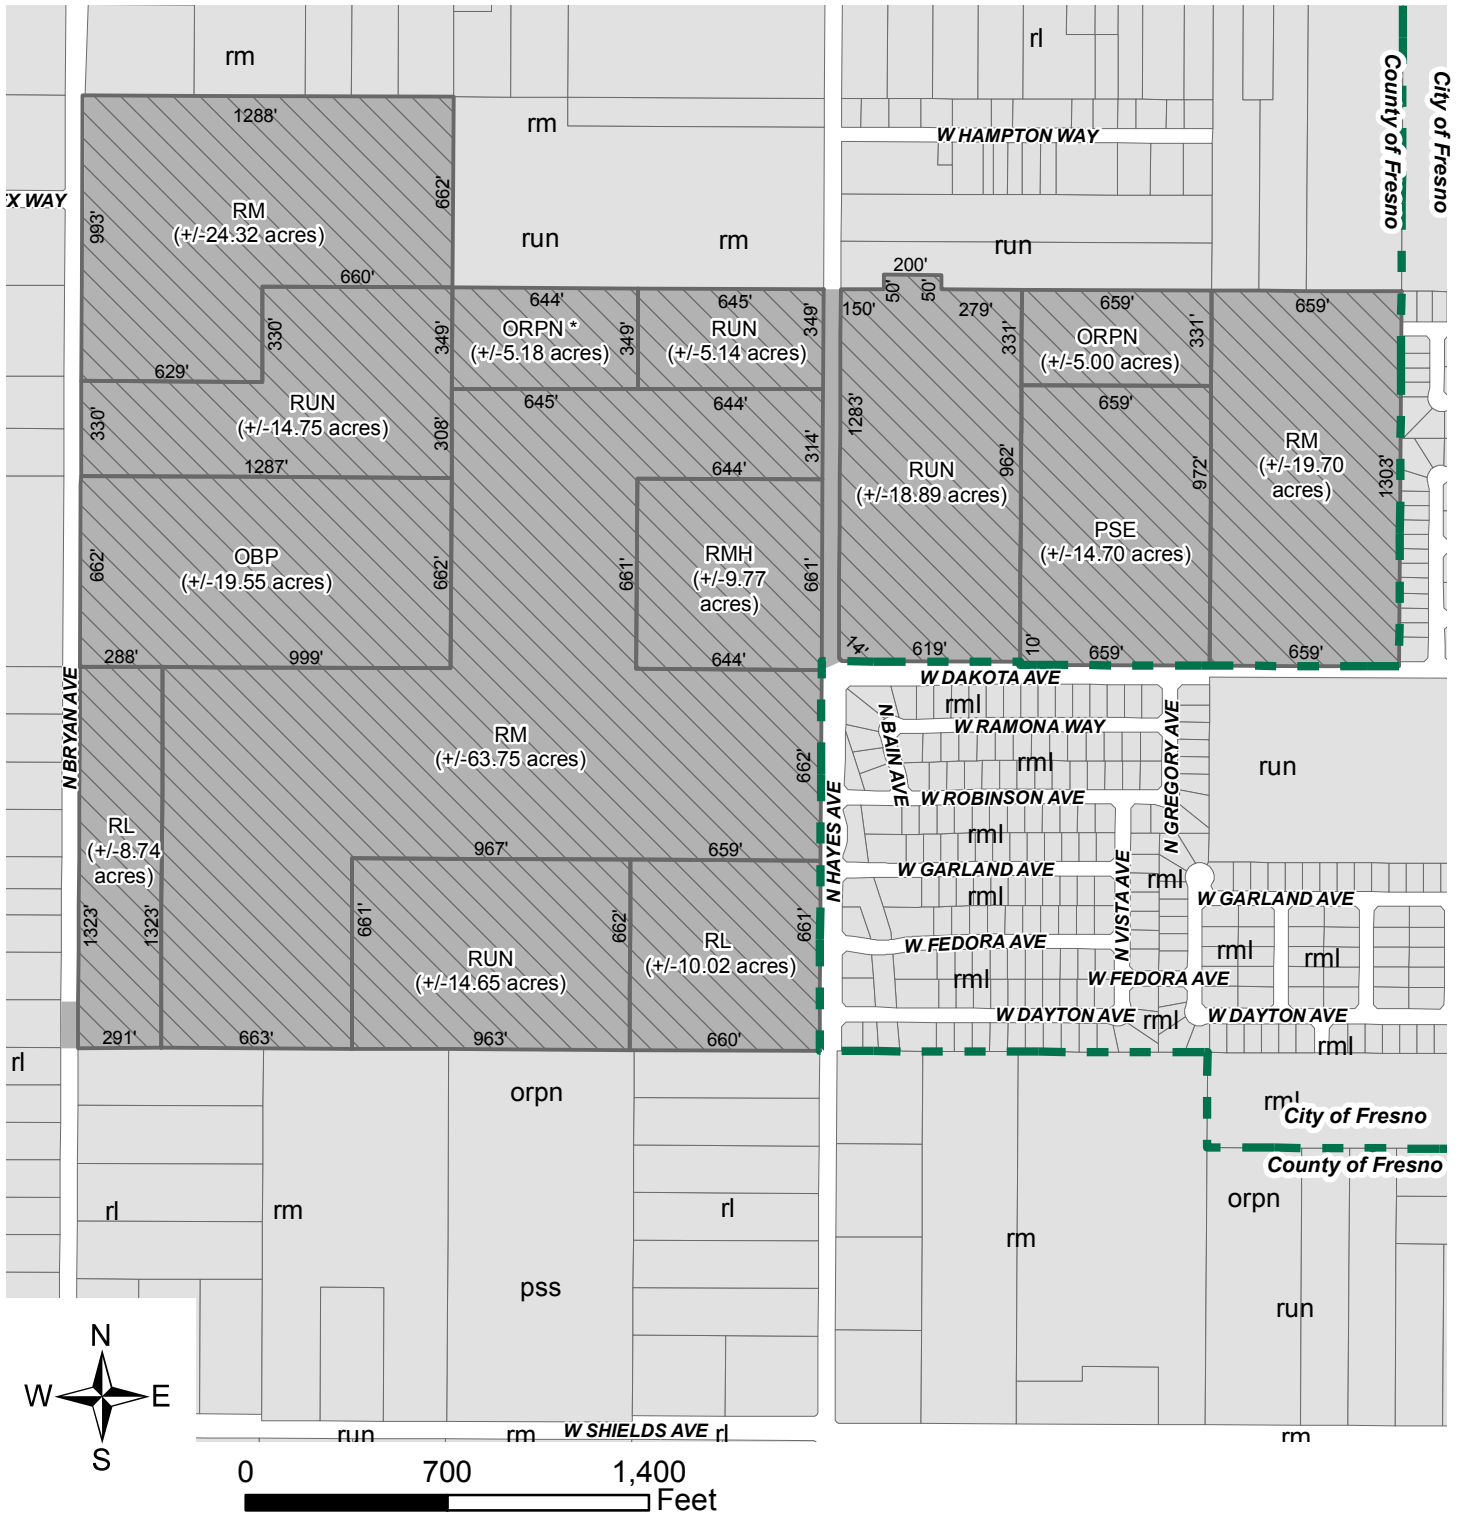 rm
rl
City of Fresno
County of Fresno
1288'
rm
W HAMPTON WAY
EX WAY
993'
RM
(+/-24.32 acres)
662'
run
rm
run
660'
200'
50'
50'
330'
349'
644'
ORPN *
(+/-5.18 acres)
349'
645'
RUN
(+/-5.14 acres)
349'
150'
279'
331'
659'
ORPN
(+/-5.00 acres)
331'
659'
629'
330'
RUN
(+/-14.75 acres)
308'
1287'
645'
644'
314'
644'
1283'
RUN
(+/-18.89 acres)
962'
659'
972'
PSE
(+/-14.70 acres)
RM
(+/-19.70
acres)
1303'
662'
OBP
(+/-19.55 acres)
662'
661'
RMH
(+/-9.77
acres)
661'
644'
288'
999'
14'
619'
10'
659'
659'
W DAKOTA AVE
N BRYAN AVE
rml
N BAIN AVE
W RAMONA WAY
N GREGORY AVE
rml
run
RM
(+/-63.75 acres)
662'
W ROBINSON AVE
N HAYES AVE
rml
RL
(+/-8.74
acres)
967'
659'
W GARLAND AVE
N VISTA AVE
rml
rml
W GARLAND AVE
1323'
1323'
661'
RUN
(+/-14.65 acres)
662'
RL
(+/-10.02 acres)
661'
W FEDORA AVE
rml
W FEDORA AVE
rml
rml
W DAYTON AVE
rml
W DAYTON AVE
rml
291'
663'
963'
660'
rl
orpn
rml
City of Fresno
County of Fresno
rl
rm
rl
orpn
rm
pss
run
N
W
E
S
run
rm
W SHIELDS AVE
rl
rm
0
700
1,400
Feet